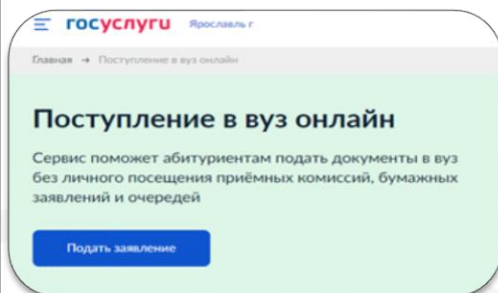 госуслуги Ярославль г
Главная → Поступление в вуз онлайн
Поступление в вуз онлайн
Сервис поможет абитуриентам подать документы в вуз
без личного посещения приёмных комиссий, бумажных
заявлений и очередей
Подать заявление